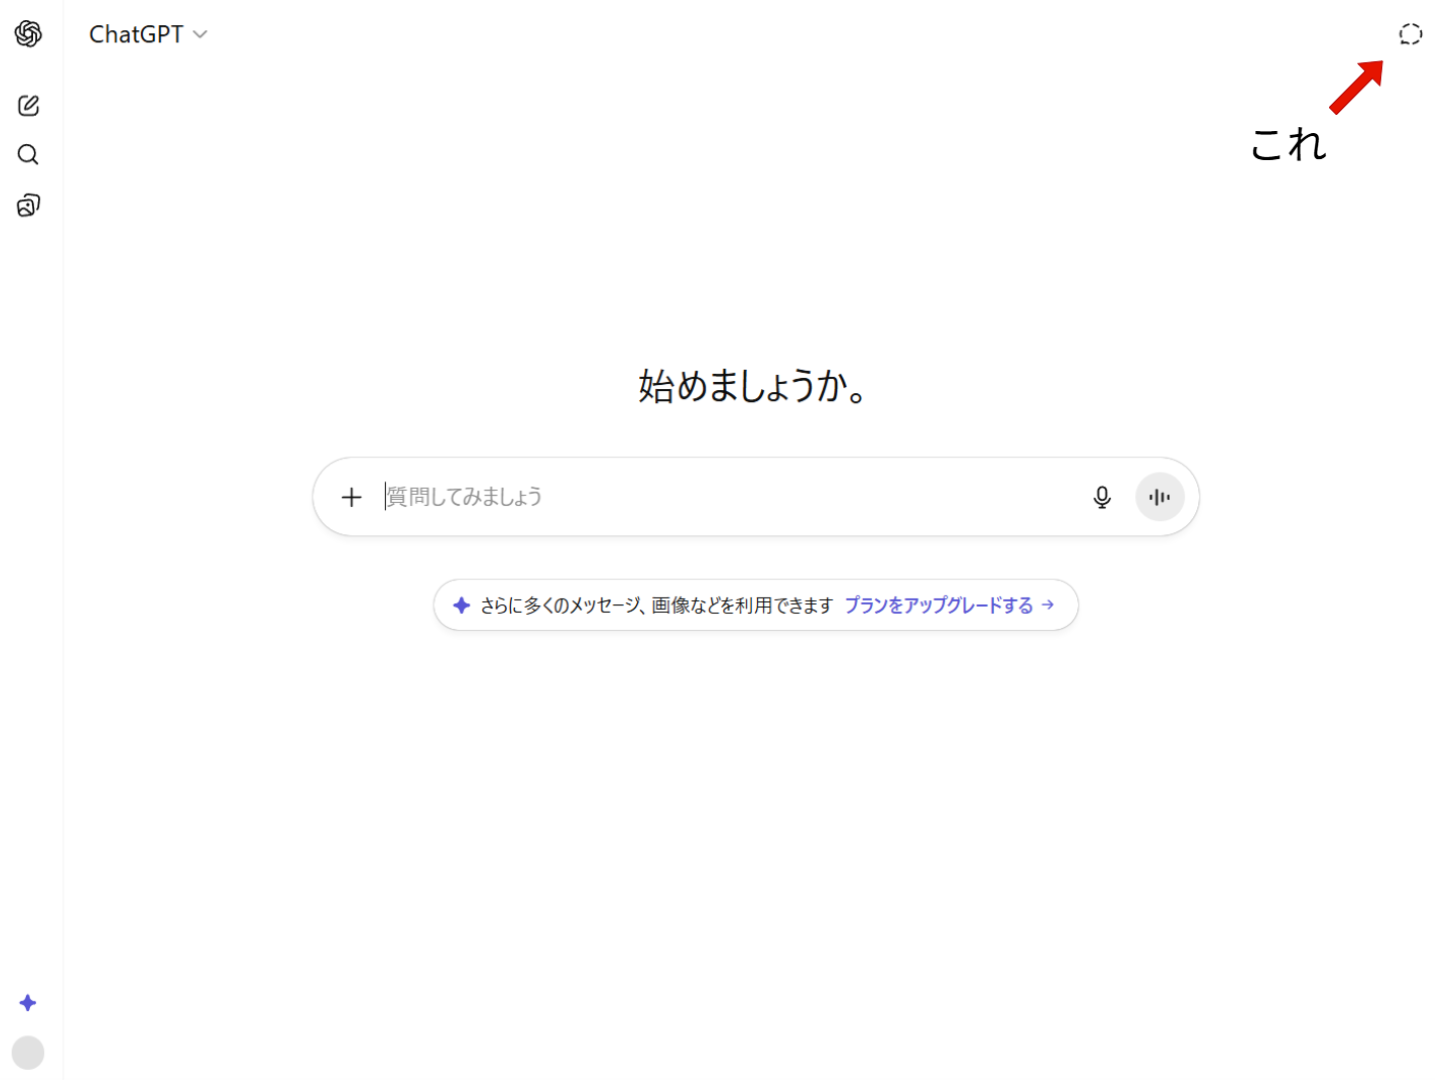 ChatGPT
これ
始めましょうか。
質問してみましょう
さらに多くのメッセージ、画像などを利用できます プランをアップグレードする →